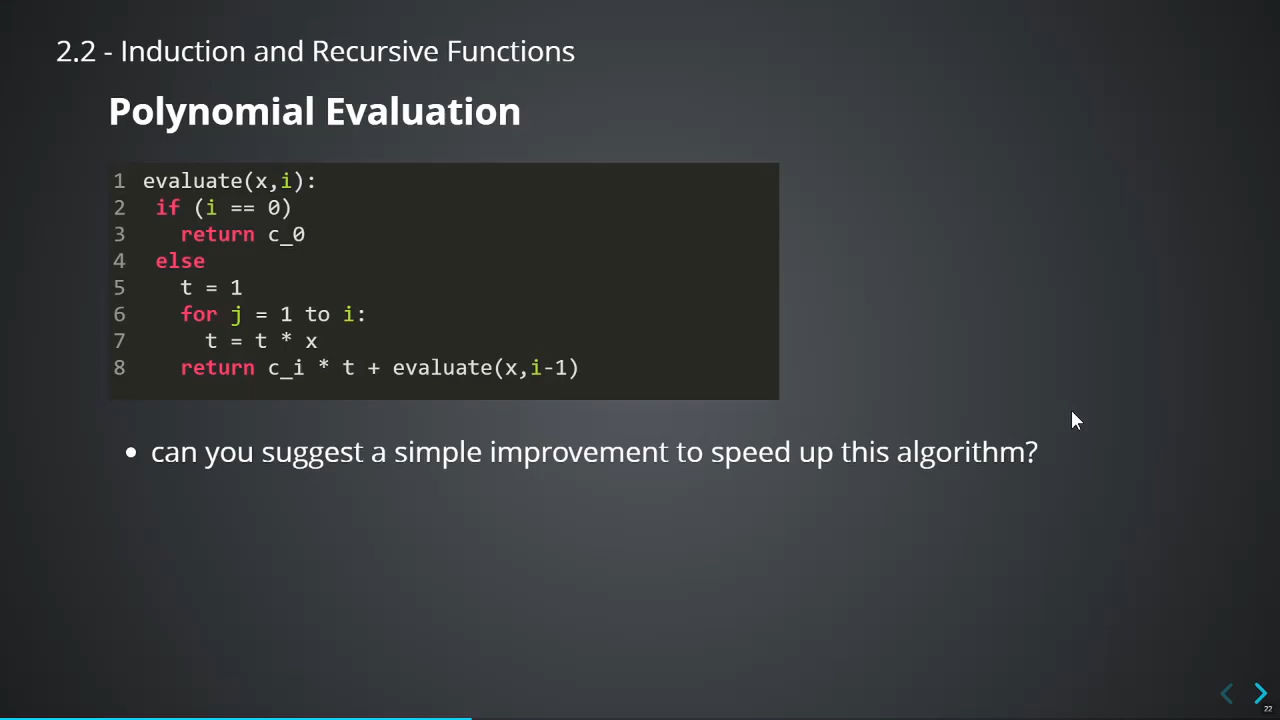 2.2 - Induction and Recursive Functions
Polynomial Evaluation
1 evaluate(x,i):
2  if (i == 0)
3    return c_0
4  else
5    t = 1
6    for j = 1 to i:
7      t = t * x
8    return c_i * t + evaluate(x,i-1)
• can you suggest a simple improvement to speed up this algorithm?
22